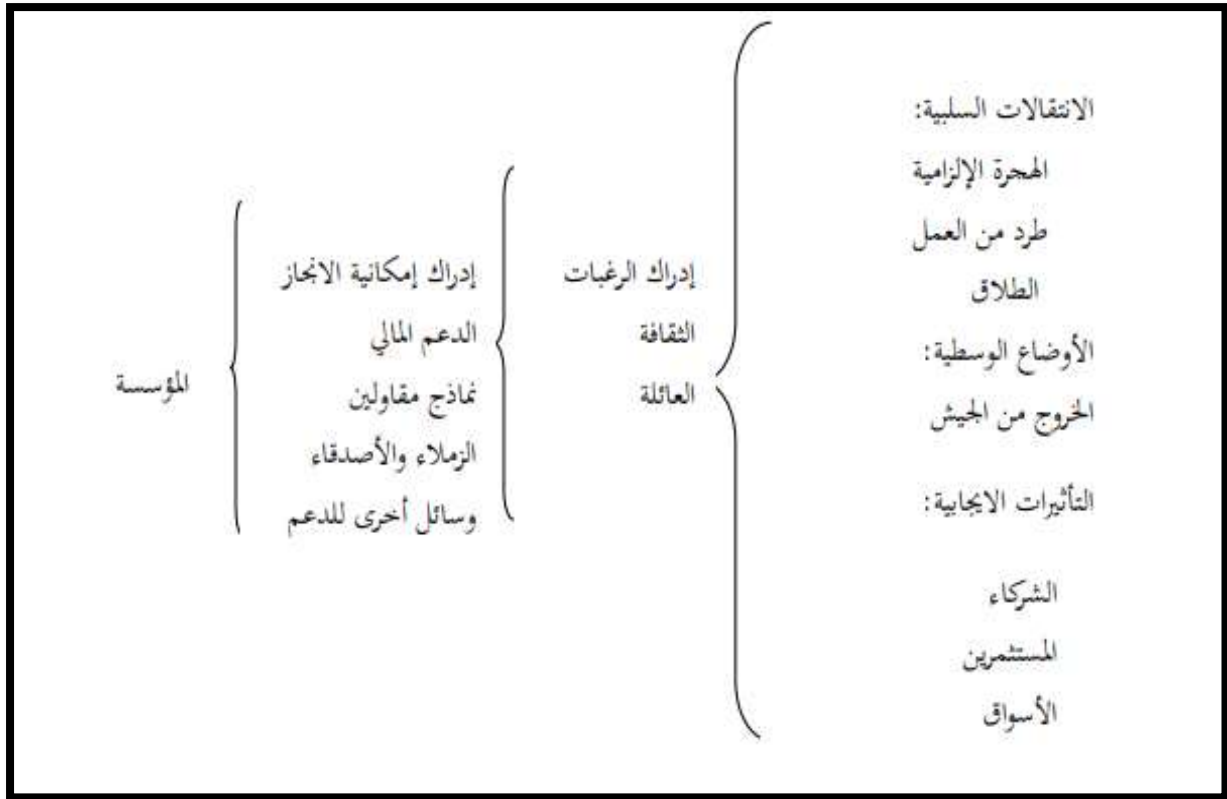 الانتقالات السلبية:
الهجرة الإلزامية
طرد من العمل
الطلاق
الأوضاع الوسطية:
الخروج من الجيش
التأثيرات الايجابية:
الشركاء
المستثمرين
الأسواق
إدراك الرغبات
الثقافة
العائلة
إدراك إمكانية الانجاز
الدعم المالي
نماذج مقاولين
الزملاء والأصدقاء
وسائل أخرى للدعم
المؤسسة